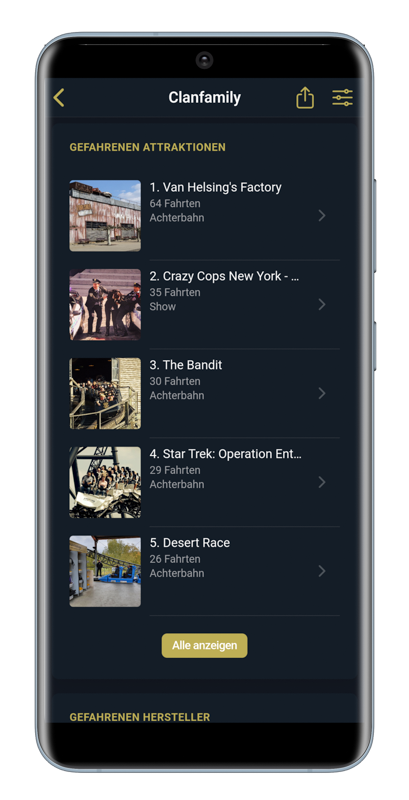 Clanfamily
GEFAHRENEN ATTRAKTIONEN
1. Van Helsing's Factory
64 Fahrten
Achterbahn
2. Crazy Cops New York - ...
35 Fahrten
Show
3. The Bandit
30 Fahrten
Achterbahn
4. Star Trek: Operation Ent...
29 Fahrten
Achterbahn
5. Desert Race
26 Fahrten
Achterbahn
Alle anzeigen
GEFAHRENEN HERSTELLER